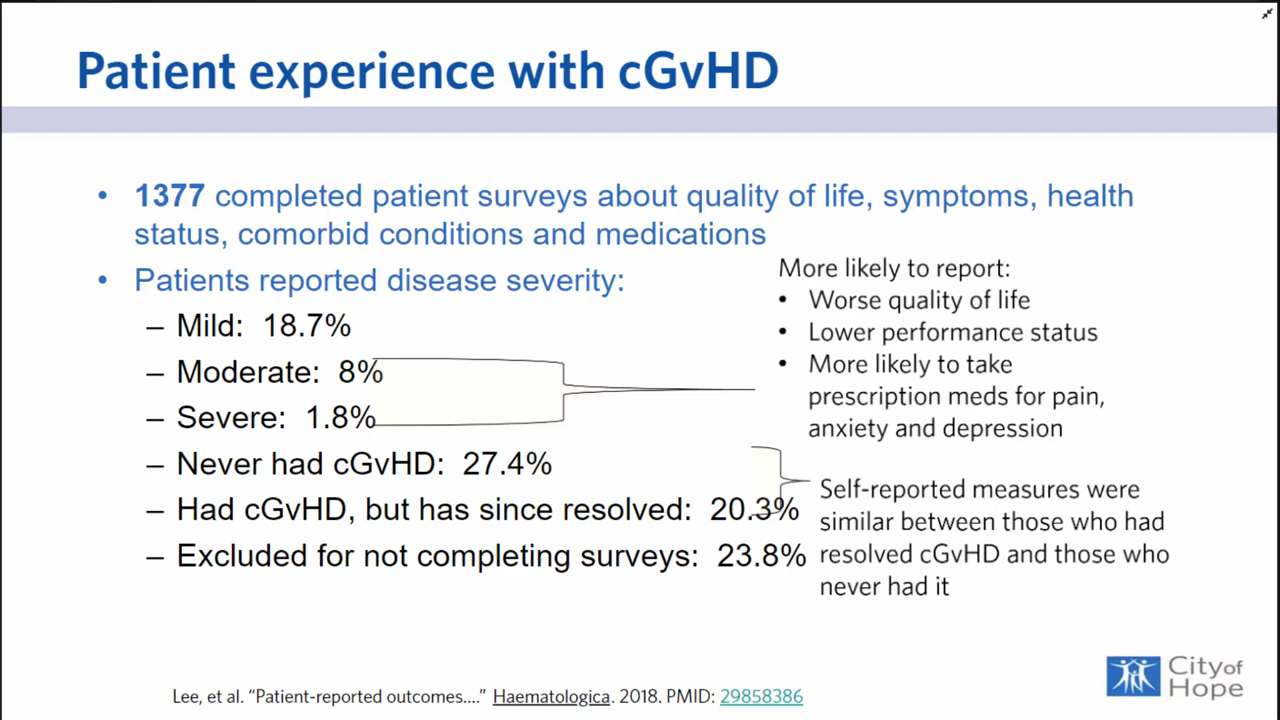 Patient experience with cGvHD
• 1377 completed patient surveys about quality of life, symptoms, health
status, comorbid conditions and medications
• Patients reported disease severity:
– Mild: 18.7%
– Moderate: 8%
– Severe: 1.8%
– Never had cGvHD: 27.4%
– Had cGvHD, but has since resolved: 20.3%
– Excluded for not completing surveys: 23.8%
More likely to report:
• Worse quality of life
• Lower performance status
• More likely to take
prescription meds for pain,
anxiety and depression
Self-reported measures were
similar between those who had
resolved cGvHD and those who
never had it
Lee, et al. “Patient-reported outcomes....” Haematologica. 2018. PMID: 29858386
City of
Hope